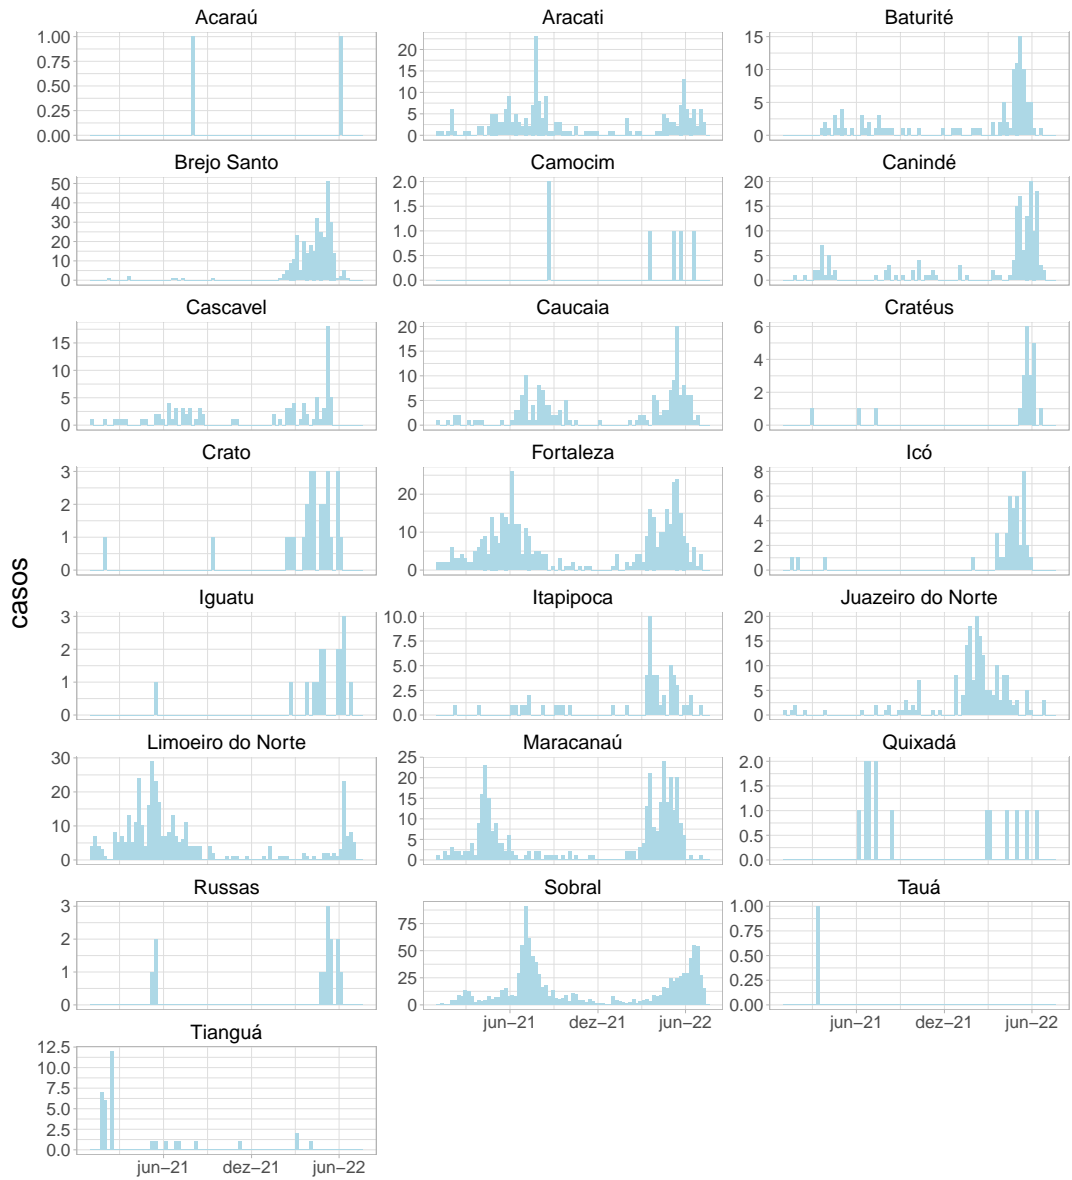 Acaraú Aracati Baturité
1.00 0.75 0.50 0.25 0.00
20 15 10 5 0
15 10 5 0
Brejo Santo Camocim Canindé
50 40 30 20 10 0
2.0 1.5 1.0 0.5 0.0
20 15 10 5 0
Cascavel Caucaia Cratéus
15 10 5 0
20 15 10 5 0
6 4 2 0
Crato Fortaleza Icó
3 2 1 0
20 10 0
8 6 4 2 0
casos
Iguatu Itapipoca Juazeiro do Norte
3 2 1 0
10.0 7.5 5.0 2.5 0.0
20 15 10 5 0
Limoeiro do Norte Maracanaú Quixadá
30 20 10 0
25 20 15 10 5 0
2.0 1.5 1.0 0.5 0.0
Russas Sobral Tauá
3 2 1 0
75 50 25 0
1.00 0.75 0.50 0.25 0.00
jun−21 dez−21 jun−22 jun−21 dez−21 jun−22
Tianguá
12.5 10.0 7.5 5.0 2.5 0.0
jun−21 dez−21 jun−22